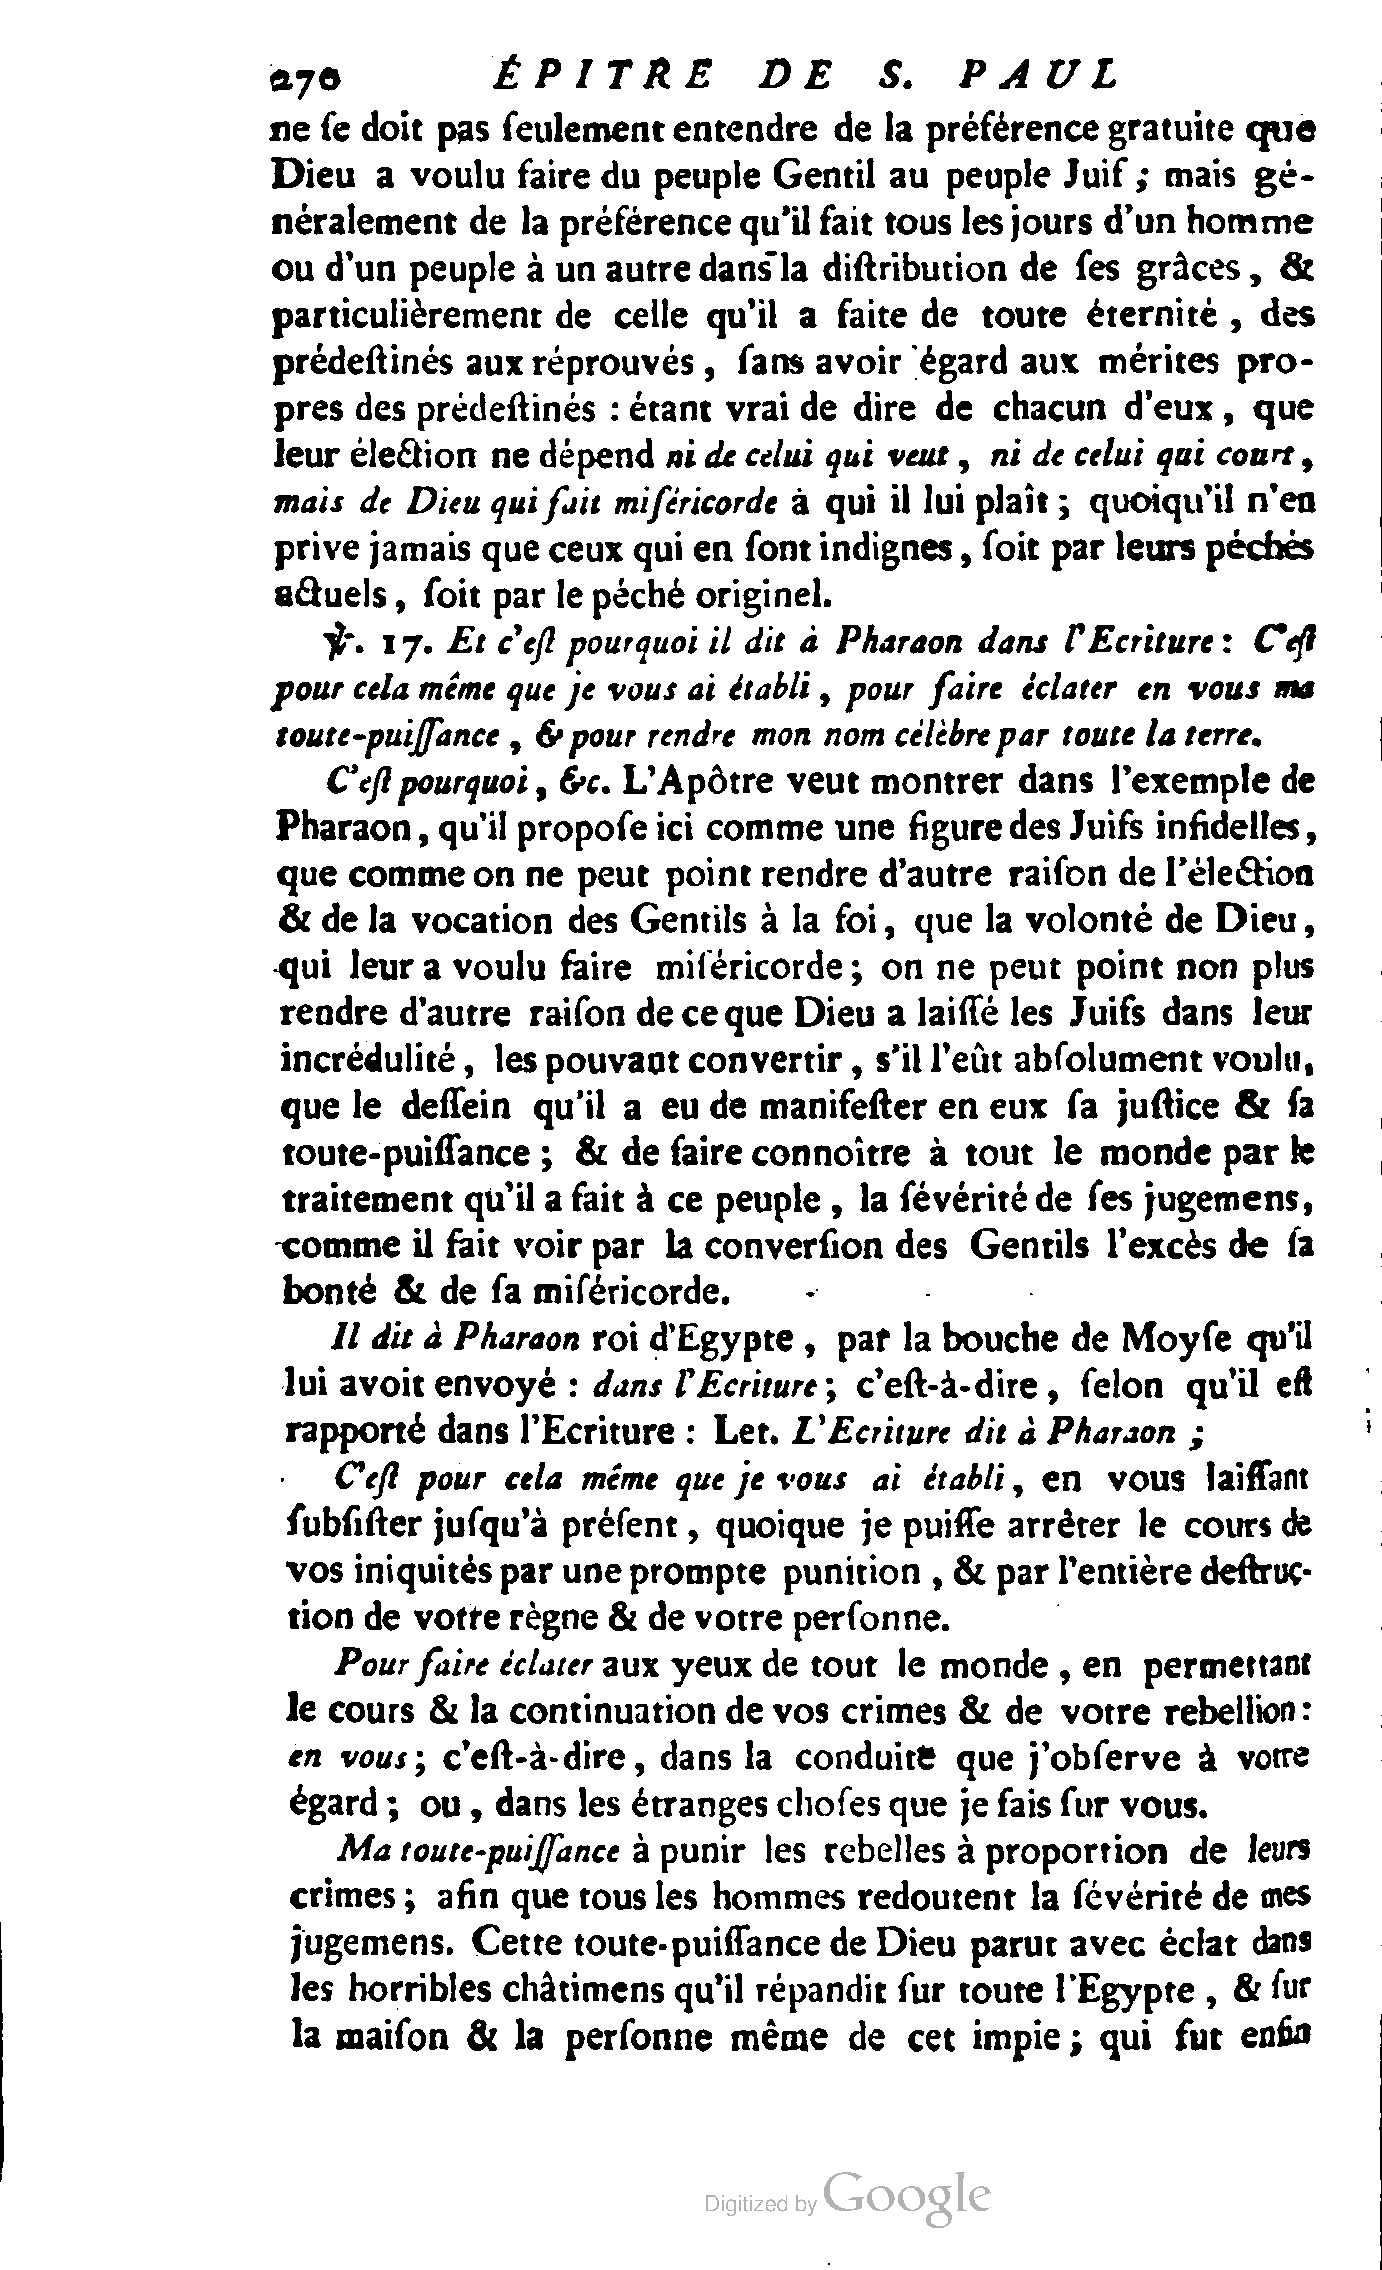 270 ÉPITRE DE S. PAUL
ne ſe doit pas ſeulement entendre de la préférence gratuite que
Dieu a voulu faire du peuple Gentil au peuple Juif ; mais gé-
néralement de la préférence qu'il fait tous les jours d'un homme
ou d'un peuple à un autre dans la diſtribution de ſes grâces, &
particulièrement de celle qu'il a faite de toute éternité, des
prédeſtinés aux réprouvés, ſans avoir égard aux mérites pro-
pres des prédeſtinés : étant vrai de dire de chacun d'eux, que
leur élection ne dépend ni de celui qui veut, ni de celui qui court,
mais de Dieu qui fait miſéricorde à qui il lui plaît ; quoiqu'il n'en
prive jamais que ceux qui en ſont indignes, ſoit par leurs péchés
actuels, ſoit par le péché originel.
℣. 17. Et c'eſt pourquoi il dit à Pharaon dans l'Ecriture : C'eſt
pour cela même que je vous ai établi, pour faire éclater en vous ma
toute-puiſſance, & pour rendre mon nom célèbre par toute la terre.
C'eſt pourquoi, &c. L'Apôtre veut montrer dans l'exemple de
Pharaon, qu'il propoſe ici comme une figure des Juifs infidelles,
que comme on ne peut point rendre d'autre raiſon de l'élection
& de la vocation des Gentils à la foi, que la volonté de Dieu,
qui leur a voulu faire miſéricorde ; on ne peut point non plus
rendre d'autre raiſon de ce que Dieu a laiſſé les Juifs dans leur
incrédulité, les pouvant convertir, s'il l'eût abſolument voulu,
que le deſſein qu'il a eu de manifeſter en eux ſa juſtice & ſa
toute-puiſſance ; & de faire connoître à tout le monde par le
traitement qu'il a fait à ce peuple, la ſévérité de ſes jugemens,
comme il fait voir par la converſion des Gentils l'excès de ſa
bonté & de ſa miſéricorde.
Il dit à Pharaon roi d'Egypte, par la bouche de Moyſe qu'il
lui avoit envoyé : dans l'Ecriture ; c'eſt-à-dire, ſelon qu'il eſt
rapporté dans l'Ecriture : Let. L'Ecriture dit à Pharaon ;
C'eſt pour cela même que je vous ai établi, en vous laiſſant
ſubſiſter juſqu'à préſent, quoique je puiſſe arrêter le cours de
vos iniquités par une prompte punition, & par l'entière deſtruc-
tion de votre règne & de votre perſonne.
Pour faire éclater aux yeux de tout le monde, en permettant
le cours & la continuation de vos crimes & de votre rebellion :
en vous ; c'eſt-à-dire, dans la conduite que j'obſerve à votre
égard ; ou, dans les étranges choſes que je fais ſur vous.
Ma toute-puiſſance à punir les rebelles à proportion de leurs
crimes ; afin que tous les hommes redoutent la ſévérité de mes
jugemens. Cette toute-puiſſance de Dieu parut avec éclat dans
les horribles châtimens qu'il répandit ſur toute l'Egypte, & ſur
la maiſon & la perſonne même de cet impie ; qui fut enfin
Digitized by Google